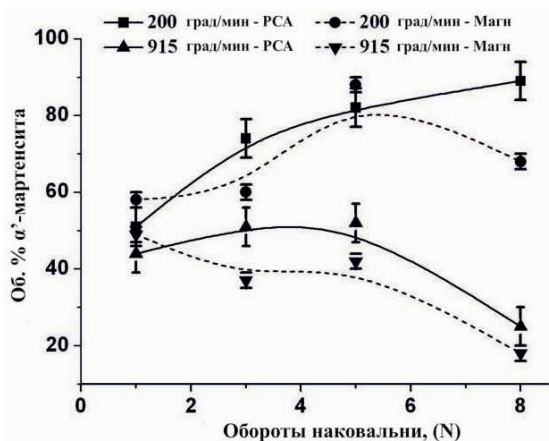 200 град/мин - РСА 200 град/мин - Магн
915 град/мин - РСА 915 град/мин - Магн
Об. % α’-мартенсита
100
80
60
40
20
0 2 4 6 8
Обороты наковальни, (N)